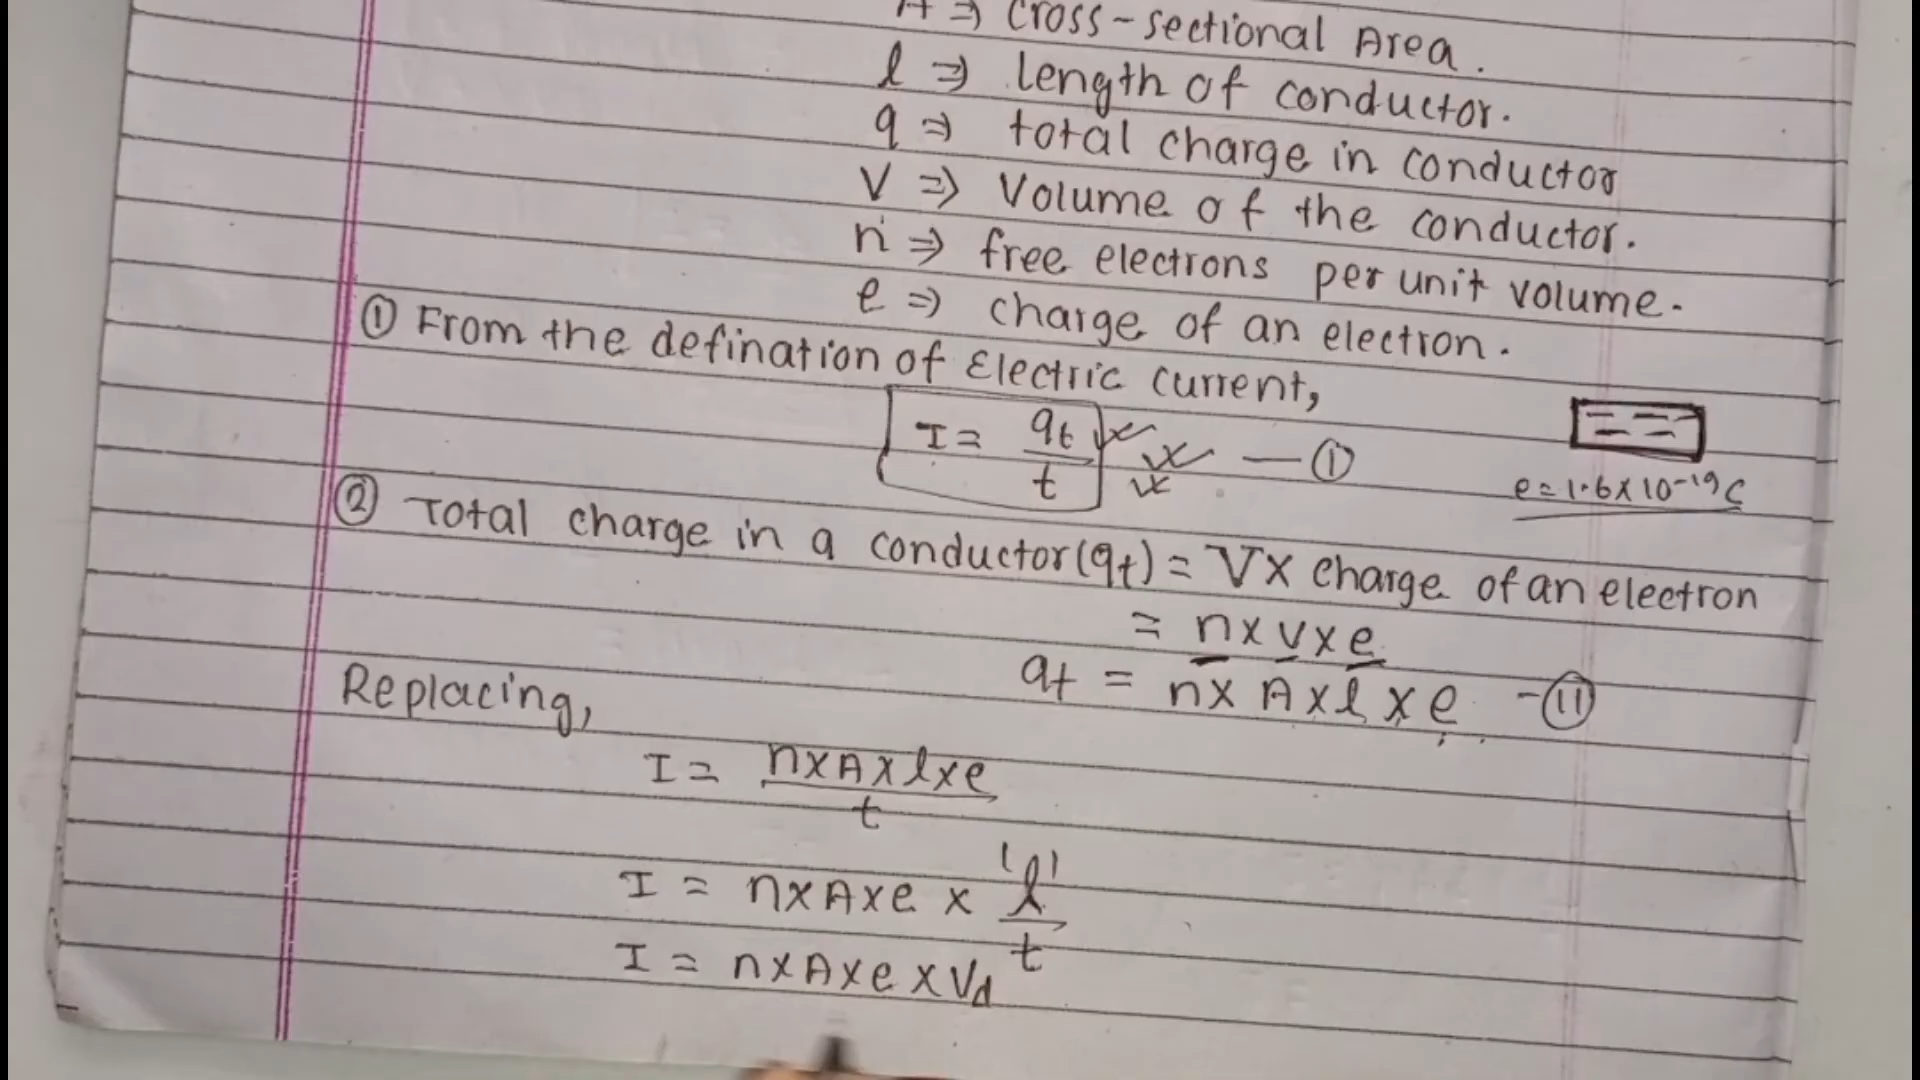 A ⇒ Cross-sectional Area.
l ⇒ length of conductor.
q ⇒ total charge in conductor
V ⇒ Volume of the conductor.
n ⇒ free electrons per unit volume.
e ⇒ charge of an electron.
① From the defination of Electric current,
I = qt/t — ①
e = 1.6 X 10⁻¹⁹ C
② Total charge in a conductor (qt) = V X charge of an electron
= n x v x e
qt = n x A x l x e - ⑪
Replacing,
I = n x A x l x e / t
I = n x A x e x 'l' / t
I = n x A x e x Vd